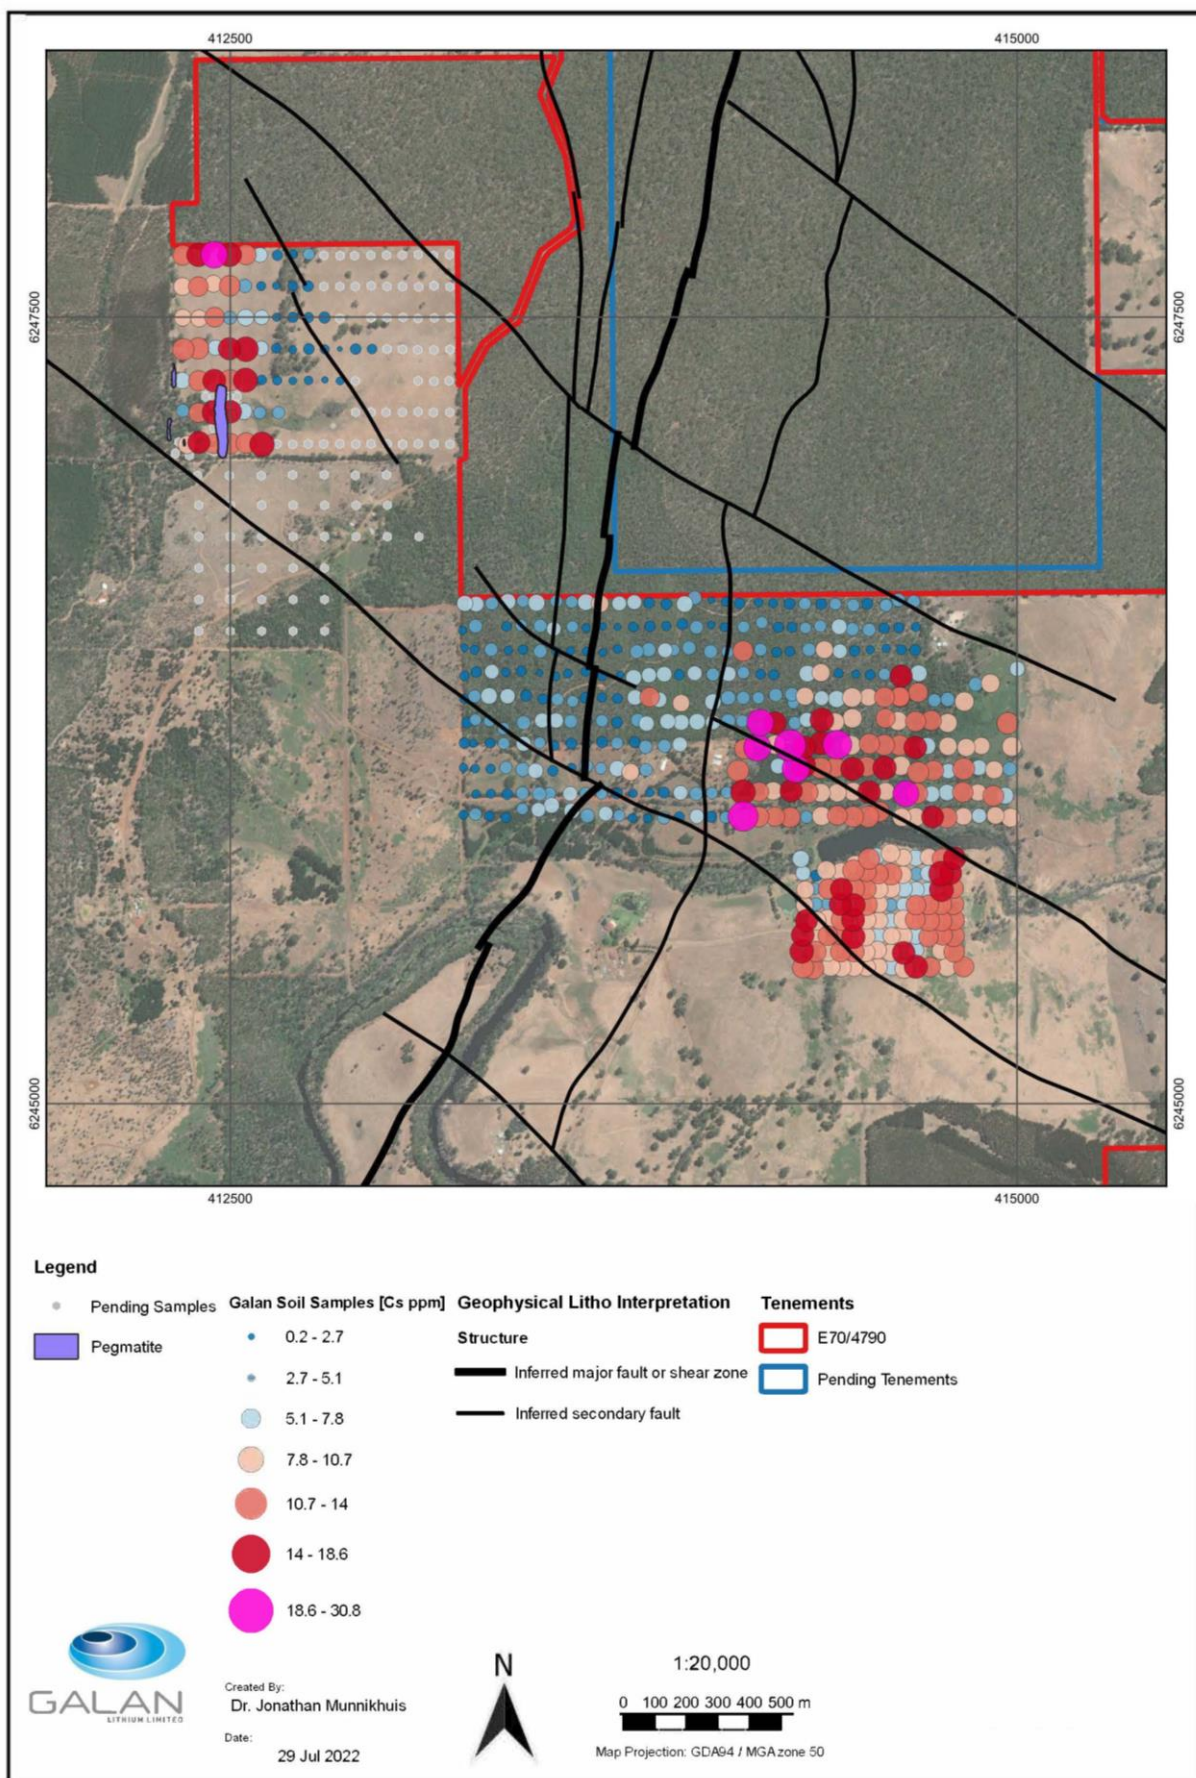 412500
415000
6247500
6247500
6245000
6245000
412500
415000
Legend
Pending Samples
Pegmatite
Galan Soil Samples [Cs ppm]
0.2 - 2.7
2.7 - 5.1
5.1 - 7.8
7.8 - 10.7
10.7 - 14
14 - 18.6
18.6 - 30.8
Geophysical Litho Interpretation
Structure
Inferred major fault or shear zone
Inferred secondary fault
Tenements
E70/4790
Pending Tenements
GALAN
LITHIUM LIMITED
Created By:
Dr. Jonathan Munnikhuis
Date:
29 Jul 2022
N
1:20,000
0 100 200 300 400 500 m
Map Projection: GDA94 / MGA zone 50